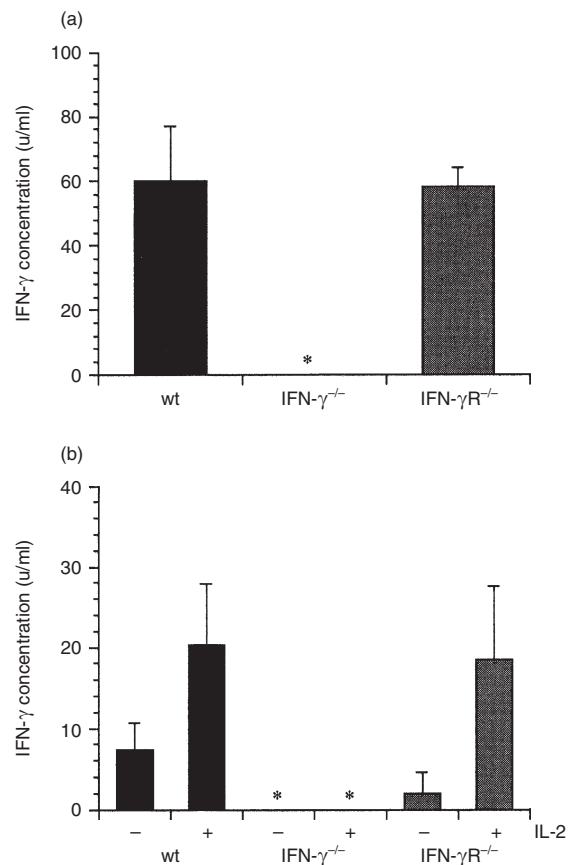 (a)
100
80
60
40
20
0
IFN-γ concentration (u/ml)
*
wt IFN-γ⁻/⁻ IFN-γR⁻/⁻
(b)
40
30
20
10
0
IFN-γ concentration (u/ml)
* *
– + – + – + IL-2
wt IFN-γ⁻/⁻ IFN-γR⁻/⁻